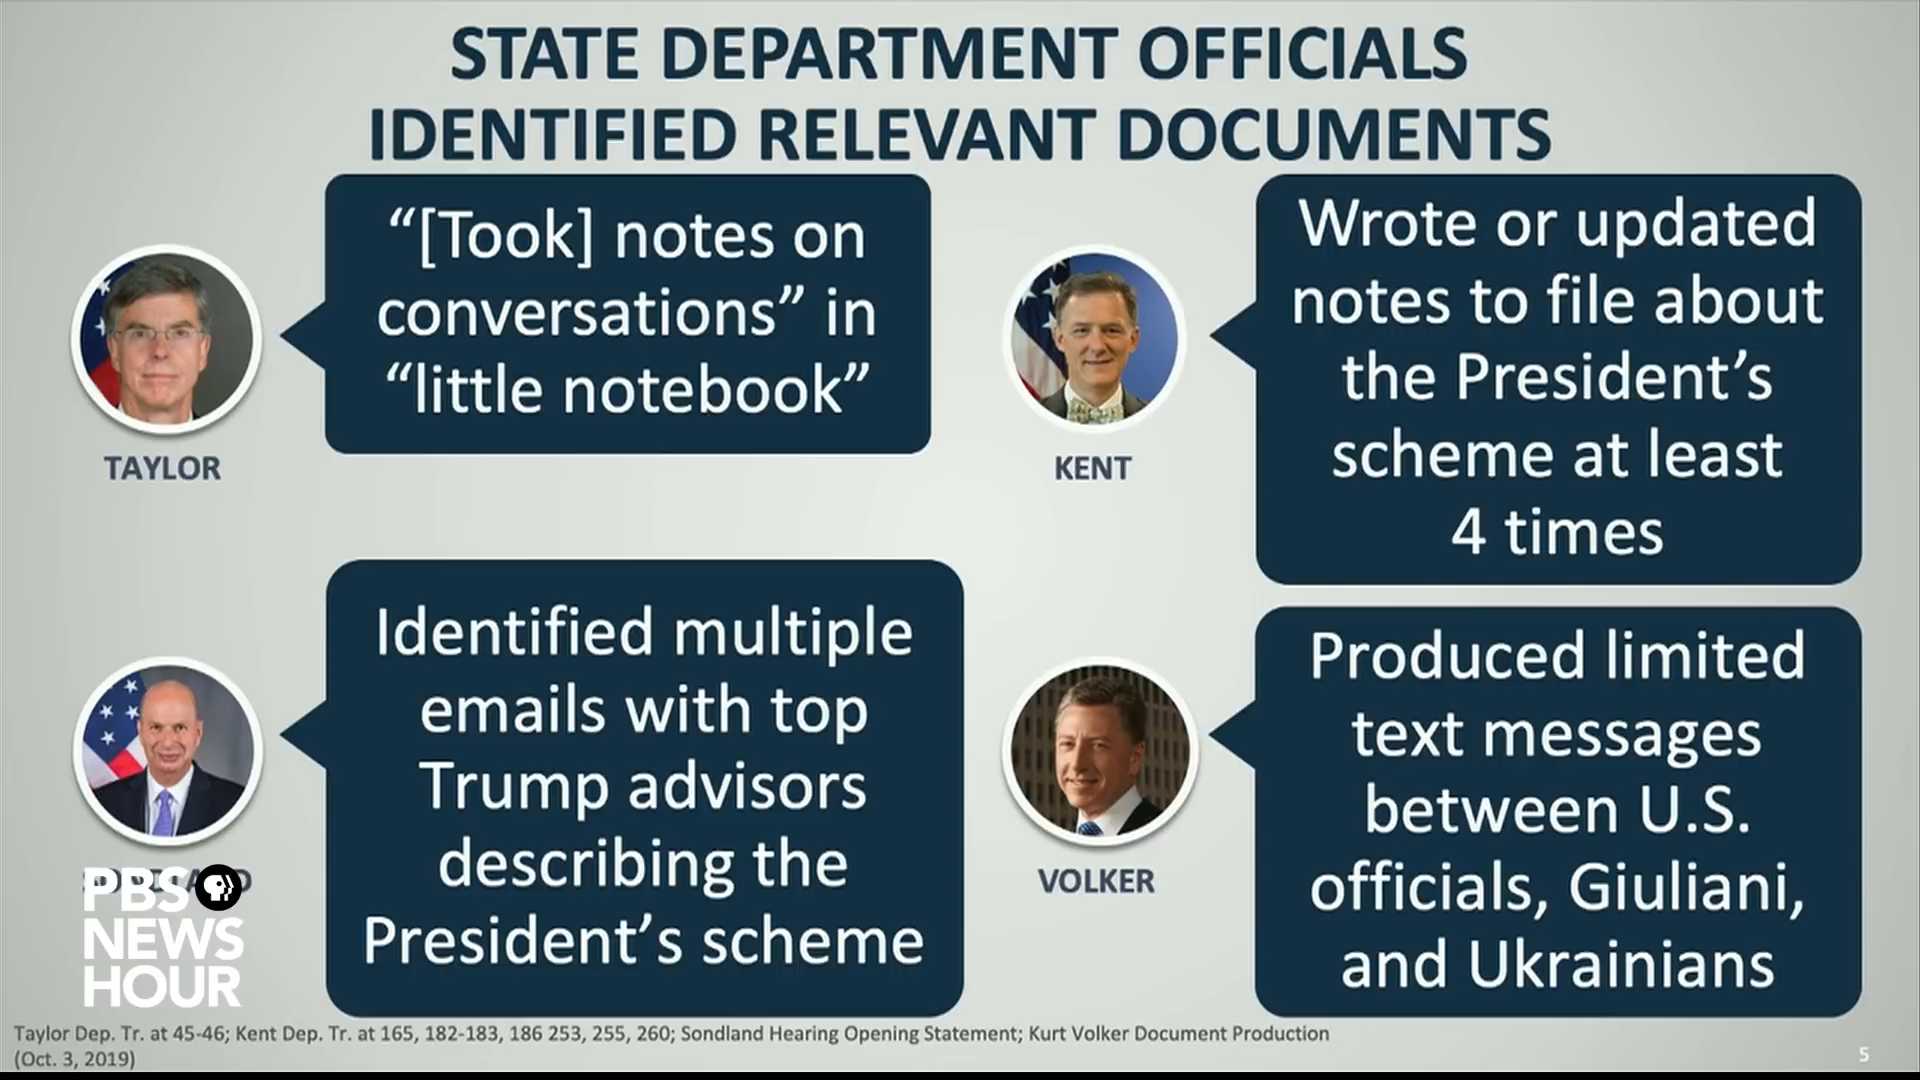 STATE DEPARTMENT OFFICIALS
IDENTIFIED RELEVANT DOCUMENTS
“[Took] notes on
conversations” in
“little notebook”
TAYLOR
Wrote or updated
notes to file about
the President’s
scheme at least
4 times
KENT
Identified multiple
emails with top
Trump advisors
describing the
President’s scheme
Produced limited
text messages
between U.S.
officials, Giuliani,
and Ukrainians
VOLKER
PBS
NEWS
HOUR
Taylor Dep. Tr. at 45-46; Kent Dep. Tr. at 165, 182-183, 186 253, 255, 260; Sondland Hearing Opening Statement; Kurt Volker Document Production
(Oct. 3, 2019)
5